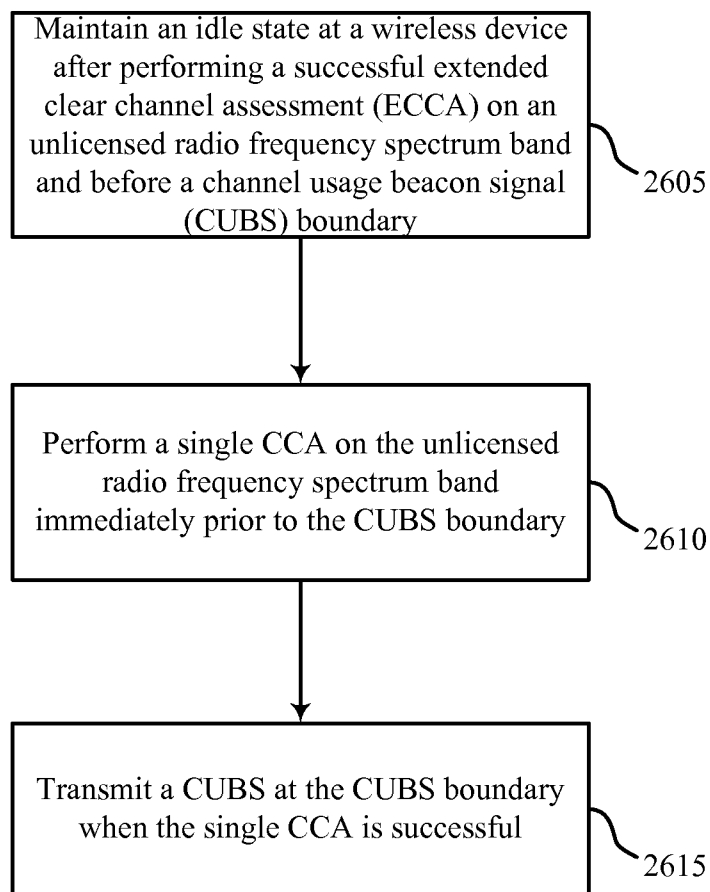 Maintain an idle state at a wireless device
after performing a successful extended
clear channel assessment (ECCA) on an
unlicensed radio frequency spectrum band
and before a channel usage beacon signal
(CUBS) boundary
2605
Perform a single CCA on the unlicensed
radio frequency spectrum band
immediately prior to the CUBS boundary
2610
Transmit a CUBS at the CUBS boundary
when the single CCA is successful
2615